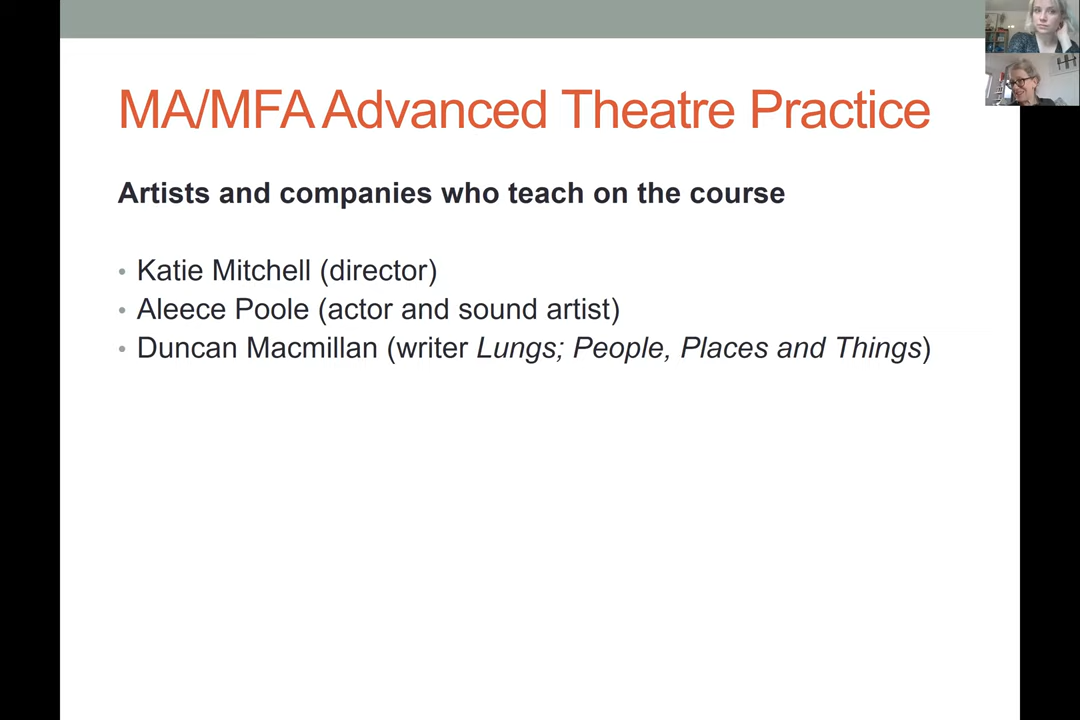 MA/MFA Advanced Theatre Practice
Artists and companies who teach on the course
• Katie Mitchell (director)
• Aleece Poole (actor and sound artist)
• Duncan Macmillan (writer Lungs; People, Places and Things)